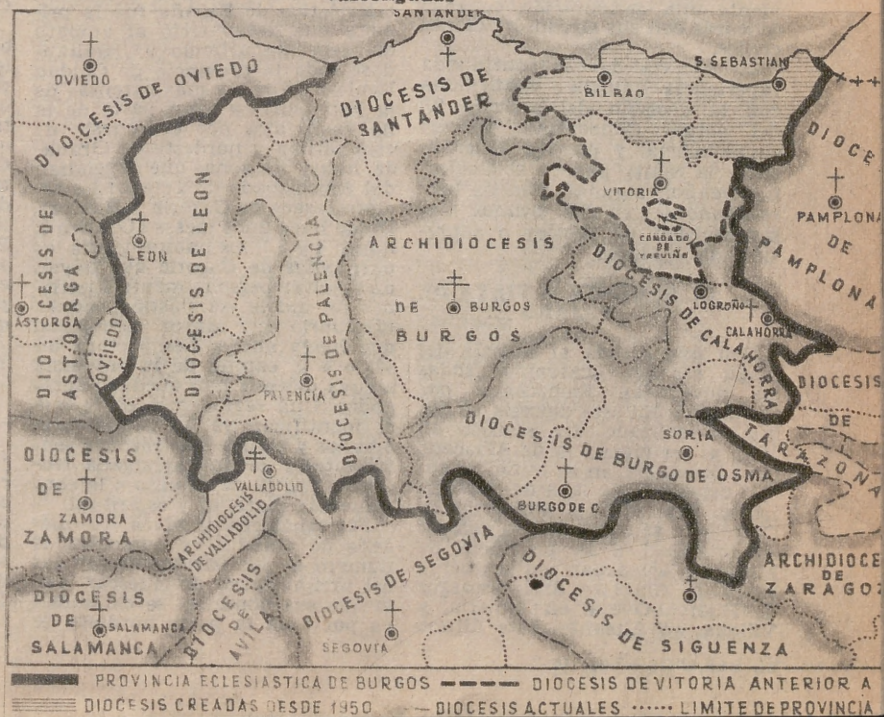 SANTANDER
OVIEDO
DIOCESIS DE OVIEDO
DIOCESIS DE
SANTANDER
BILBAO
S. SEBASTIAN
DIOCE
PAMPLONA
DE
PAMPLONA
VITORIA
CONDADO
DE
TREVIÑO
DIOCESIS DE
ASTORGA
ASTORGA
OVIEDO
LEON
DIOCESIS DE LEON
DIOCESIS DE PALENCIA
PALENCIA
ARCHIDIOCESIS
DE
BURGOS
BURGOS
DIOCESIS DE CALAHORRA
LOGROÑO
CALAHORRA
DIOCESIS
DE
TARAZONA
SORIA
DIOCESIS DE BURGO DE OSMA
BURGO DE O.
DIOCESIS
DE
ZAMORA
ZAMORA
VALLADOLID
ARCHIDIOCESIS
DE VALLADOLID
DIOCESIS
DE
SALAMANCA
SALAMANCA
DIOCESIS
DE
AVILA
DIOCESIS DE SEGOVIA
SEGOVIA
DIOCESIS DE SIGUENZA
ARCHIDIOCE
DE
ZARAGOZ
PROVINCIA ECLESIASTICA DE BURGOS DIOCESIS DE VITORIA ANTERIOR A
DIOCESIS CREADAS DESDE 1950 DIOCESIS ACTUALES LIMITE DE PROVINCIA